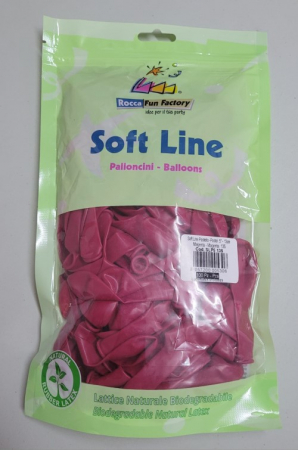 Rocca Fun Factory
idee per il tuo party
Soft Line
Palloncini - Balloons
NATURAL
RUBBER LATEX
Lattice Naturale Biodegradabile
Biodegradable Natural Latex